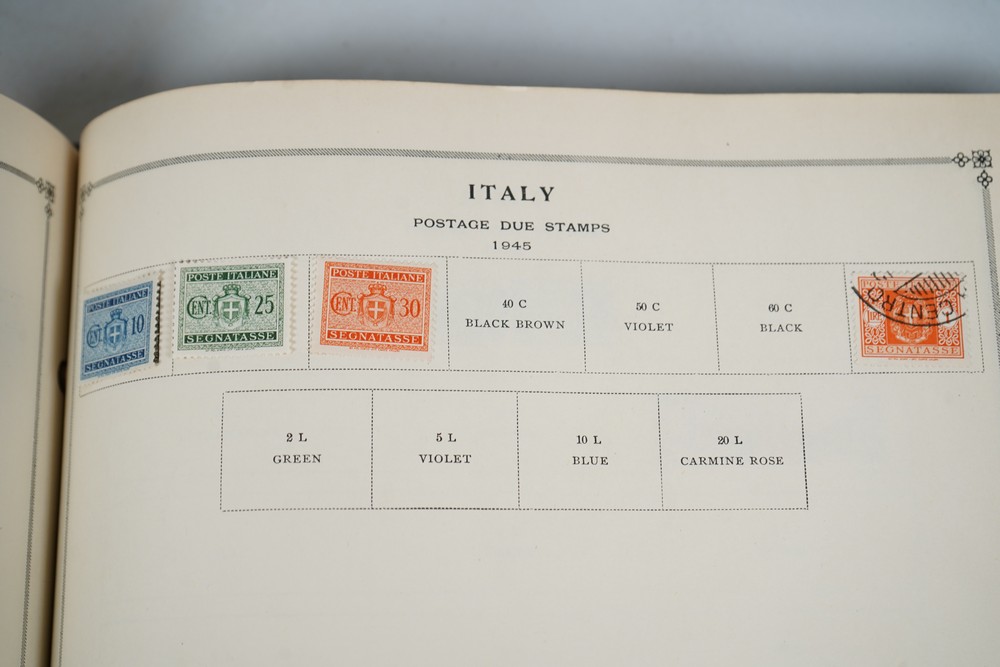 ITALY
POSTAGE DUE STAMPS
1945
POSTE ITALIANE
CENT. 10
SEGNATASSE
POSTE ITALIANE
CENT. 25
SEGNATASSE
POSTE ITALIANE
CENT. 30
SEGNATASSE
40 C
BLACK BROWN
50 C
VIOLET
60 C
BLACK
CENTRO
SEGNATASSE
2 L
GREEN
5 L
VIOLET
10 L
BLUE
20 L
CARMINE ROSE